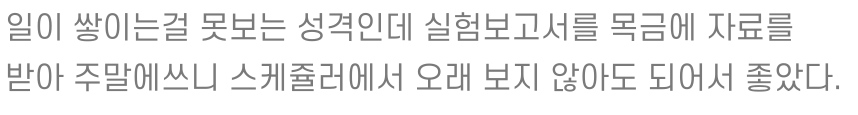 일이 쌓이는걸 못보는 성격인데 실험보고서를 목금에 자료를
받아 주말에쓰니 스케쥴러에서 오래 보지 않아도 되어서 좋았다.